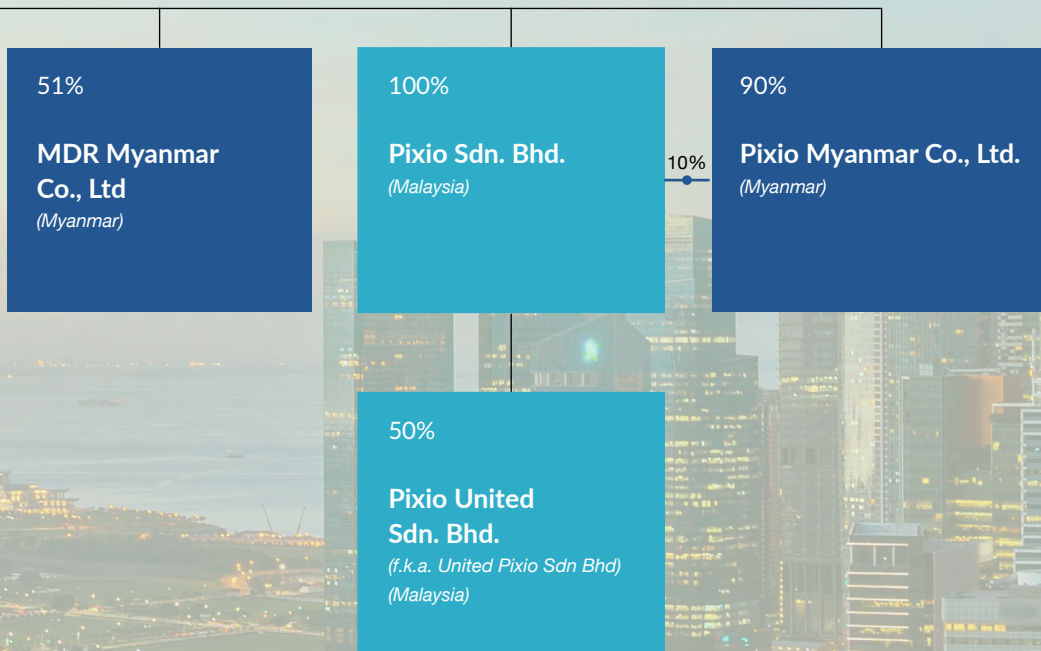 51%
MDR Myanmar
Co., Ltd
(Myanmar)
100%
Pixio Sdn. Bhd.
(Malaysia)
10%
90%
Pixio Myanmar Co., Ltd.
(Myanmar)
50%
Pixio United
Sdn. Bhd.
(f.k.a. United Pixio Sdn Bhd)
(Malaysia)